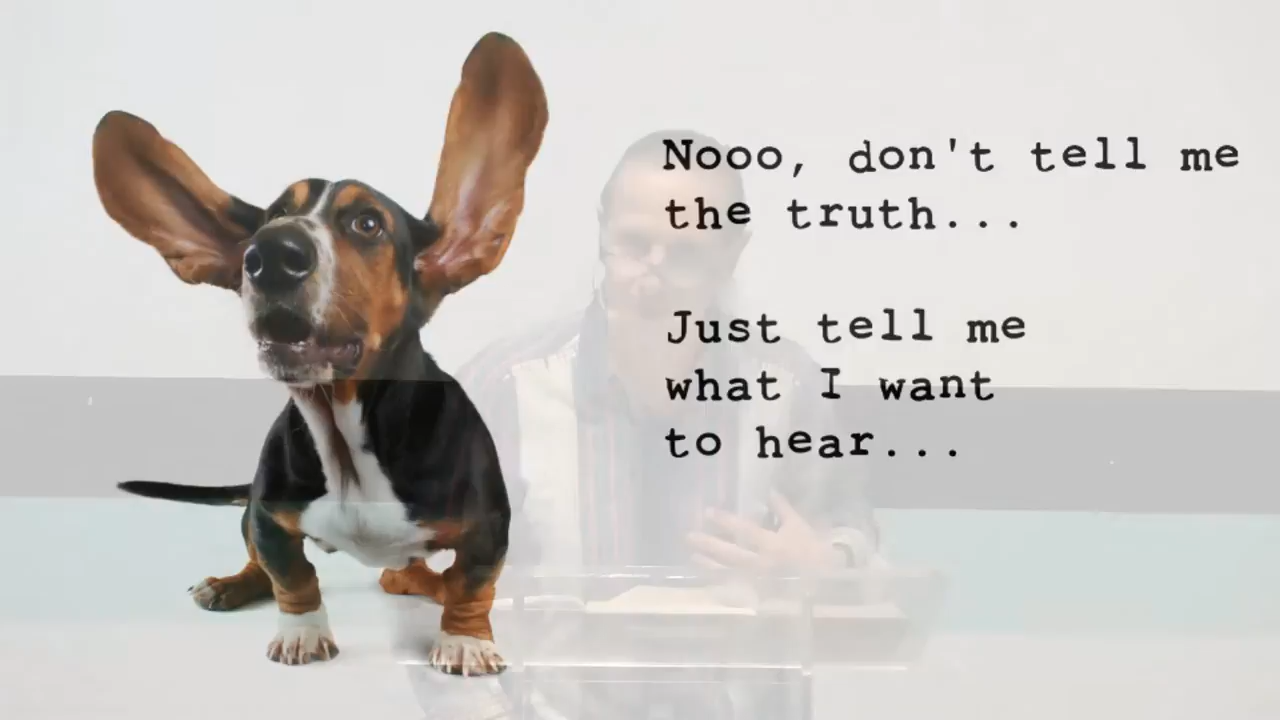 Nooo, don't tell me
the truth...
Just tell me
what I want
to hear...